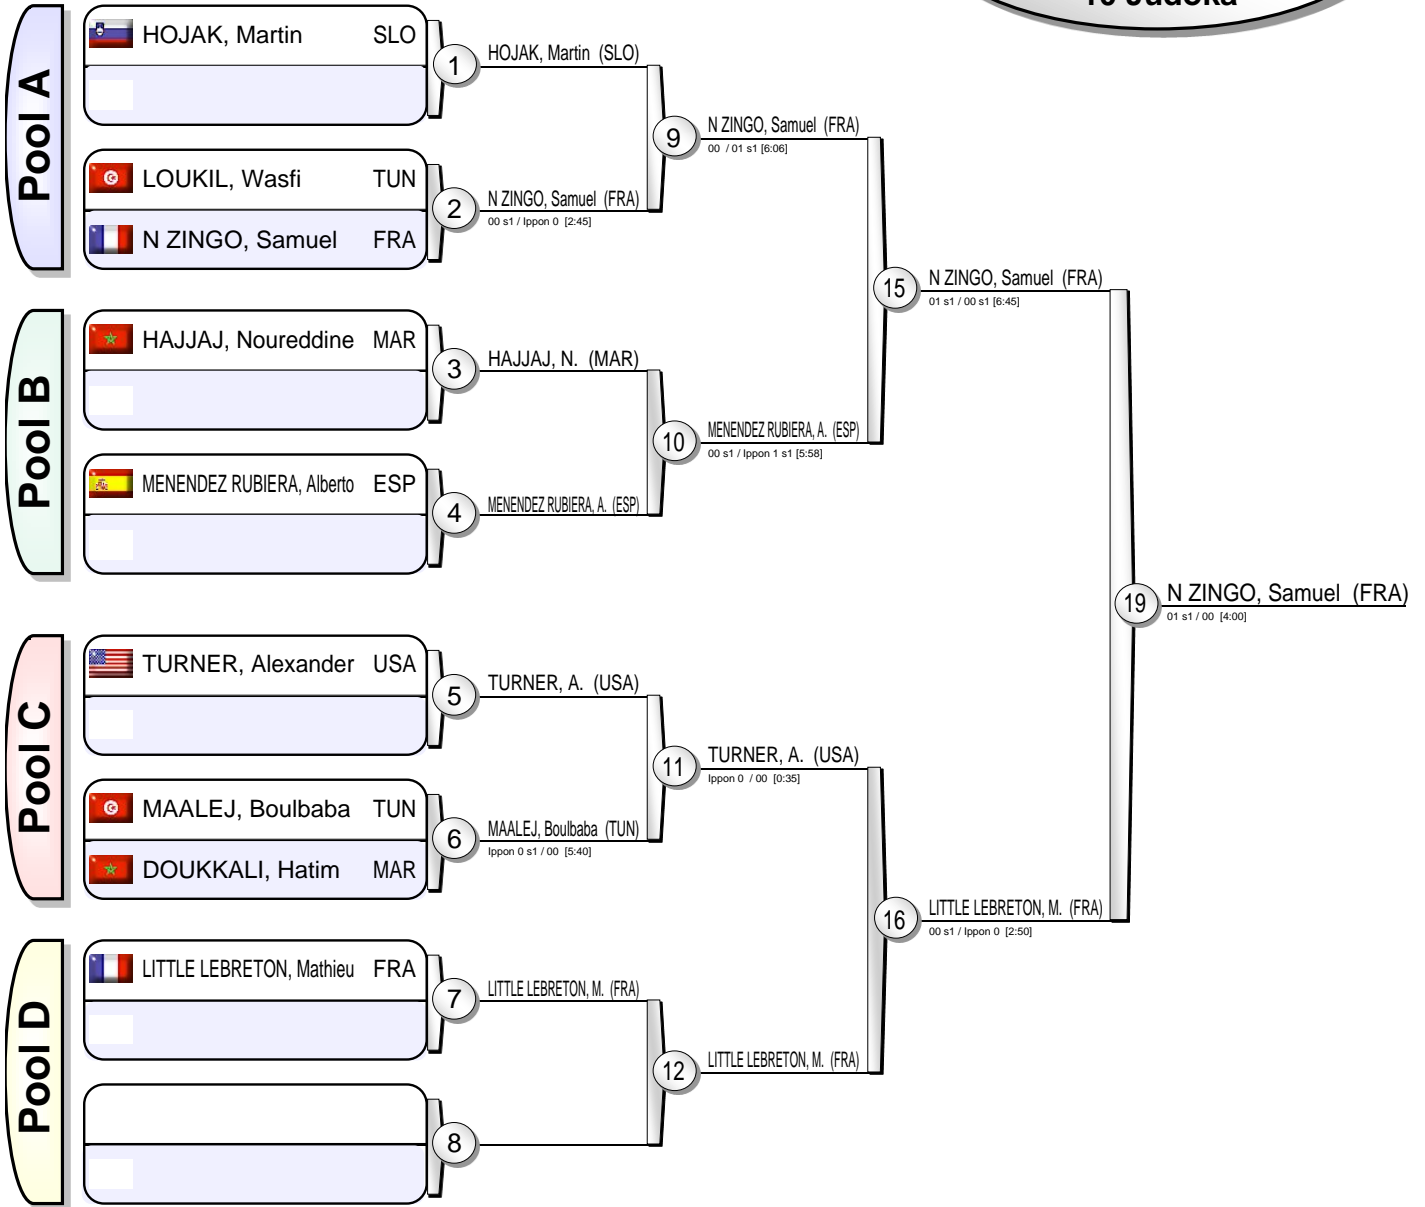 10 Judoka
Pool A
HOJAK, Martin SLO
1
HOJAK, Martin (SLO)
LOUKIL, Wasfi TUN
N ZINGO, Samuel FRA
2
N ZINGO, Samuel (FRA)
00 s1 / Ippon 0 [2:45]
9
N ZINGO, Samuel (FRA)
00 / 01 s1 [6:06]
Pool B
HAJJAJ, Noureddine MAR
3
HAJJAJ, N. (MAR)
MENENDEZ RUBIERA, Alberto ESP
4
MENENDEZ RUBIERA, A. (ESP)
10
MENENDEZ RUBIERA, A. (ESP)
00 s1 / Ippon 1 s1 [5:58]
15
N ZINGO, Samuel (FRA)
01 s1 / 00 s1 [6:45]
Pool C
TURNER, Alexander USA
5
TURNER, A. (USA)
MAALEJ, Boulbaba TUN
DOUKKALI, Hatim MAR
6
MAALEJ, Boulbaba (TUN)
Ippon 0 s1 / 00 [5:40]
11
TURNER, A. (USA)
Ippon 0 / 00 [0:35]
Pool D
LITTLE LEBRETON, Mathieu FRA
7
LITTLE LEBRETON, M. (FRA)
8
12
LITTLE LEBRETON, M. (FRA)
16
LITTLE LEBRETON, M. (FRA)
00 s1 / Ippon 0 [2:50]
19
N ZINGO, Samuel (FRA)
01 s1 / 00 [4:00]